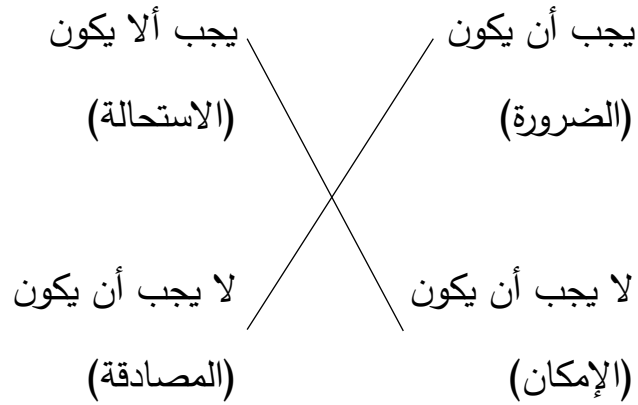 يجب أن يكون
يجب ألا يكون
(الضرورة)
(الاستحالة)
لا يجب أن يكون
لا يجب أن يكون
(الإمكان)
(المصادقة)